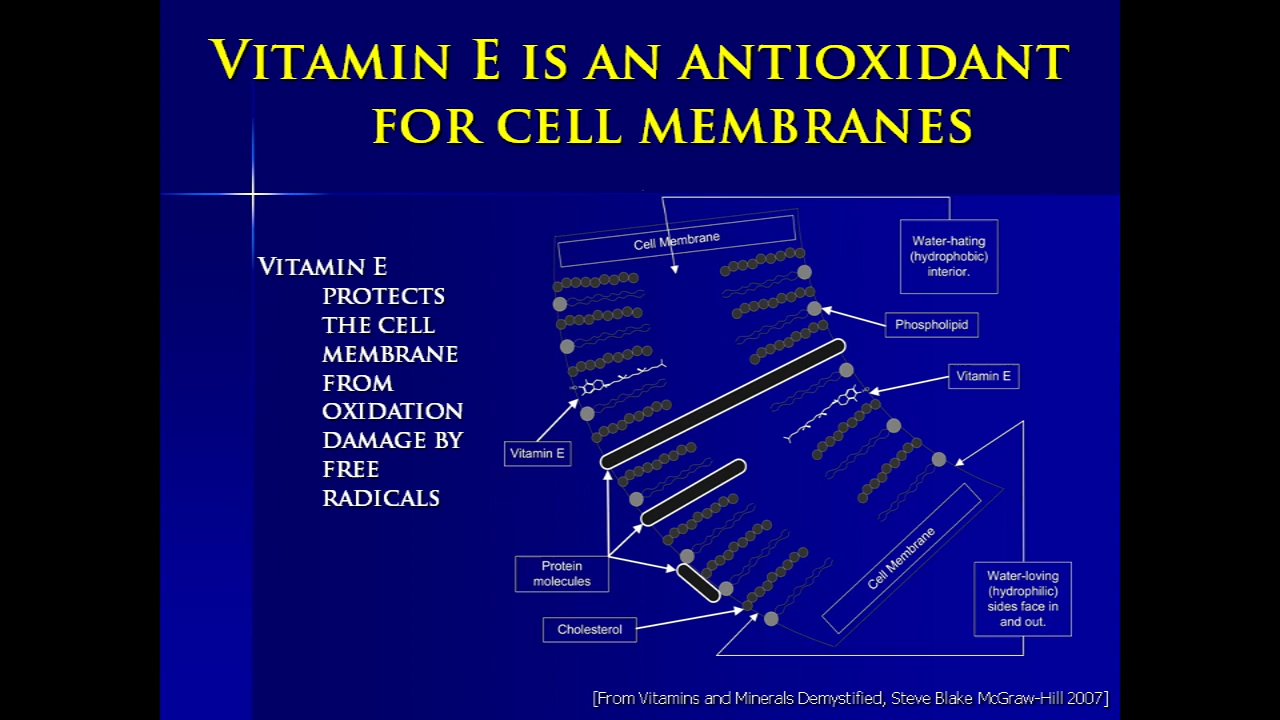 VITAMIN E IS AN ANTIOXIDANT
FOR CELL MEMBRANES
VITAMIN E
PROTECTS
THE CELL
MEMBRANE
FROM
OXIDATION
DAMAGE BY
FREE
RADICALS
Cell Membrane
Water-hating
(hydrophobic)
interior.
Phospholipid
Vitamin E
Vitamin E
Protein
molecules
Cholesterol
Cell Membrane
Water-loving
(hydrophilic)
sides face in
and out.
[From Vitamins and Minerals Demystified, Steve Blake McGraw-Hill 2007]